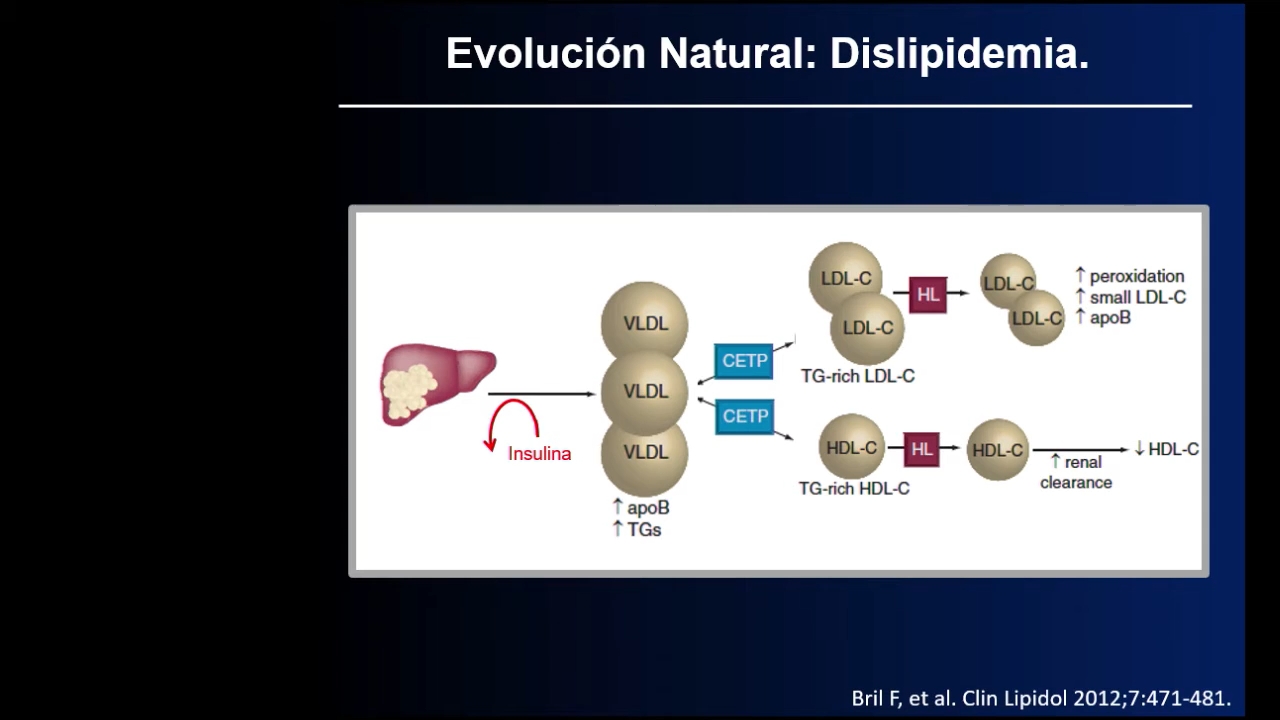 Evolución Natural: Dislipidemia.
Insulina
VLDL
VLDL
VLDL
↑ apoB
↑ TGs
CETP
CETP
LDL-C
LDL-C
TG-rich LDL-C
HL
LDL-C
LDL-C
↑ peroxidation
↑ small LDL-C
↑ apoB
HDL-C
TG-rich HDL-C
HL
HDL-C
↑ renal
clearance
↓ HDL-C
Bril F, et al. Clin Lipidol 2012;7:471-481.